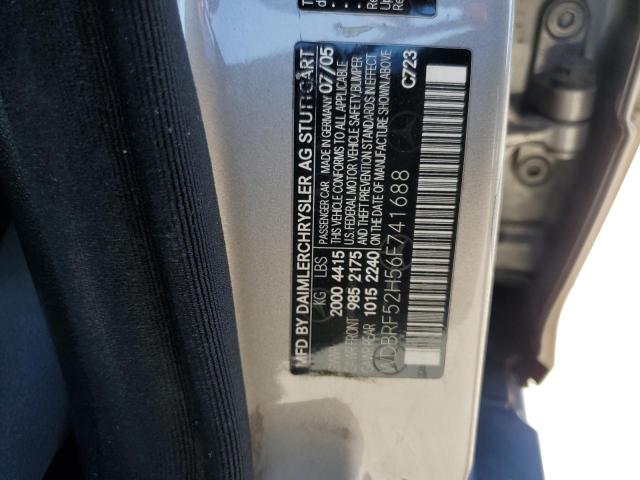 MFD BY DAIMLERCHRYSLER AG STUTTGART
PASSENGER CAR MADE IN GERMANY 07/05
KG LBS THIS VEHICLE CONFORMS TO ALL APPLICABLE
2000 4415 U.S. FEDERAL MOTOR VEHICLE SAFETY, BUMPER
FRONT 985 2175 AND THEFT PREVENTION STANDARDS IN EFFECT
REAR 1015 2240 ON THE DATE OF MANUFACTURE SHOWN ABOVE
C723
WDBRF52H56F741688